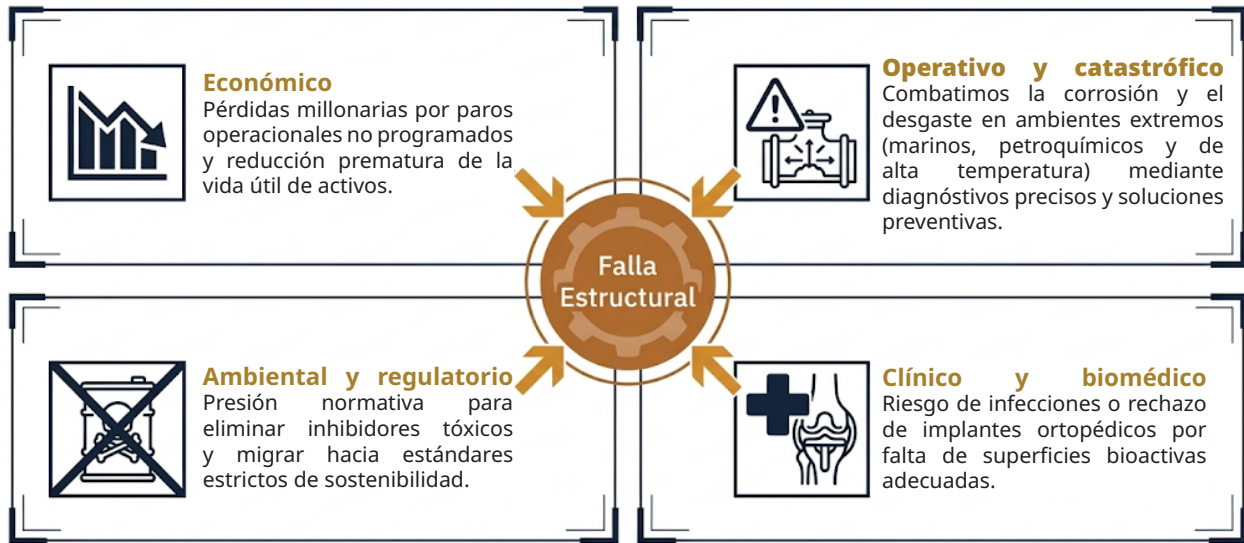 Económico
Pérdidas millonarias por paros
operacionales no programados
y reducción prematura de la
vida útil de activos.
Operativo y catastrófico
Combatimos la corrosión y el
desgaste en ambientes extremos
(marinos, petroquímicos y de
alta temperatura) mediante
diagnóstivos precisos y soluciones
preventivas.
Falla
Estructural
Ambiental y regulatorio
Presión normativa para
eliminar inhibidores tóxicos
y migrar hacia estándares
estrictos de sostenibilidad.
Clínico y biomédico
Riesgo de infecciones o rechazo
de implantes ortopédicos por
falta de superficies bioactivas
adecuadas.